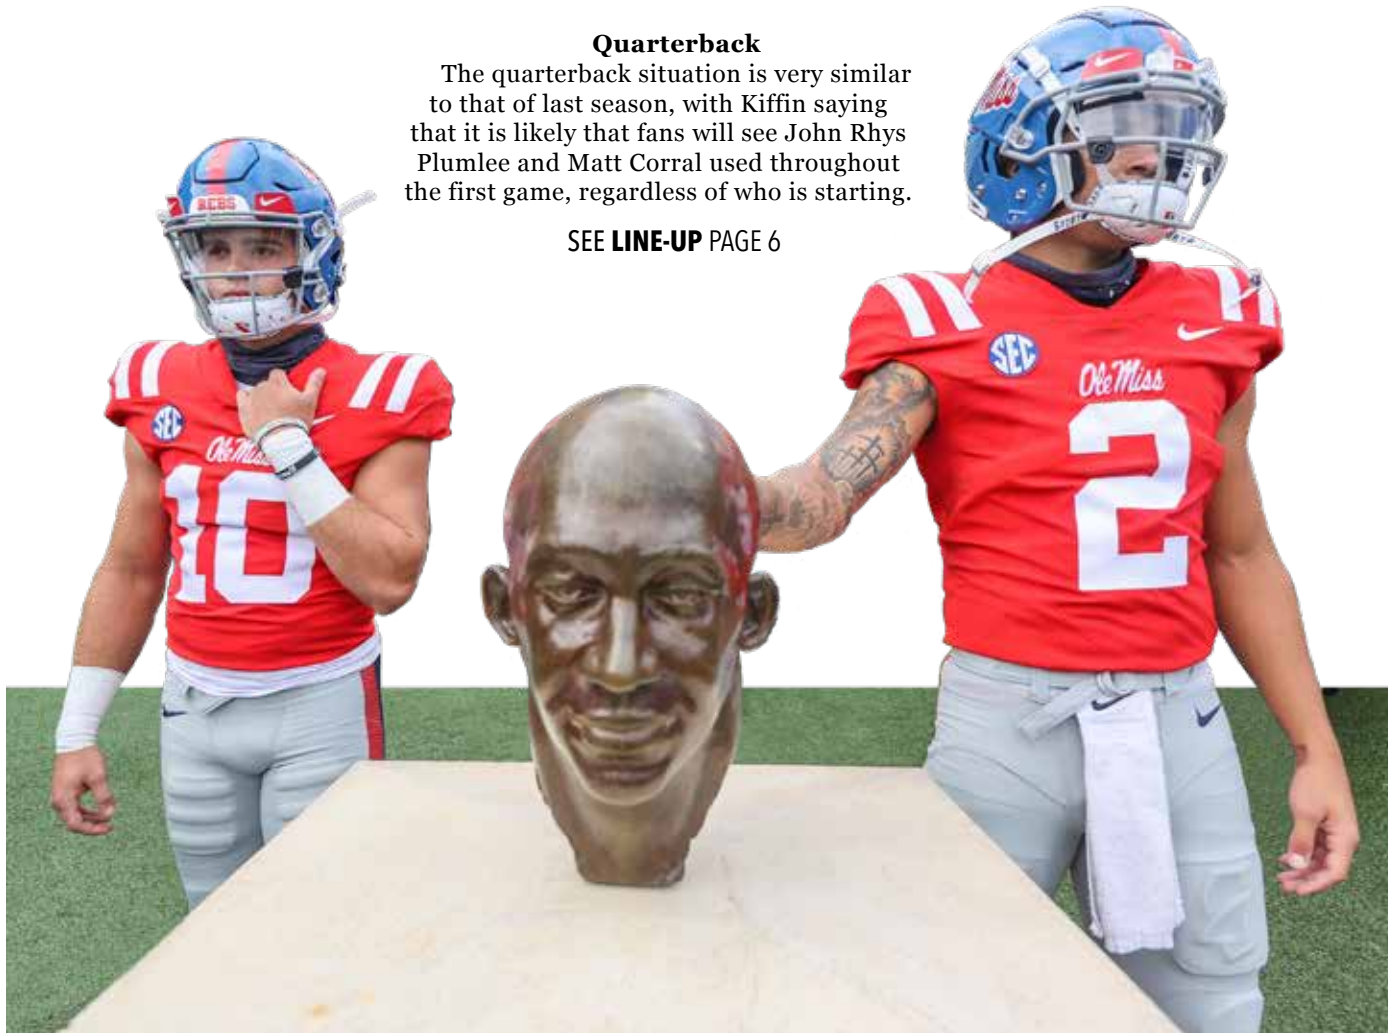 Quarterback
The quarterback situation is very similar
to that of last season, with Kiffin saying
that it is likely that fans will see John Rhys
Plumlee and Matt Corral used throughout
the first game, regardless of who is starting.
SEE LINE-UP PAGE 6
REBS
Miss
SEC
Ole Miss
10
SEC
Ole Miss
2